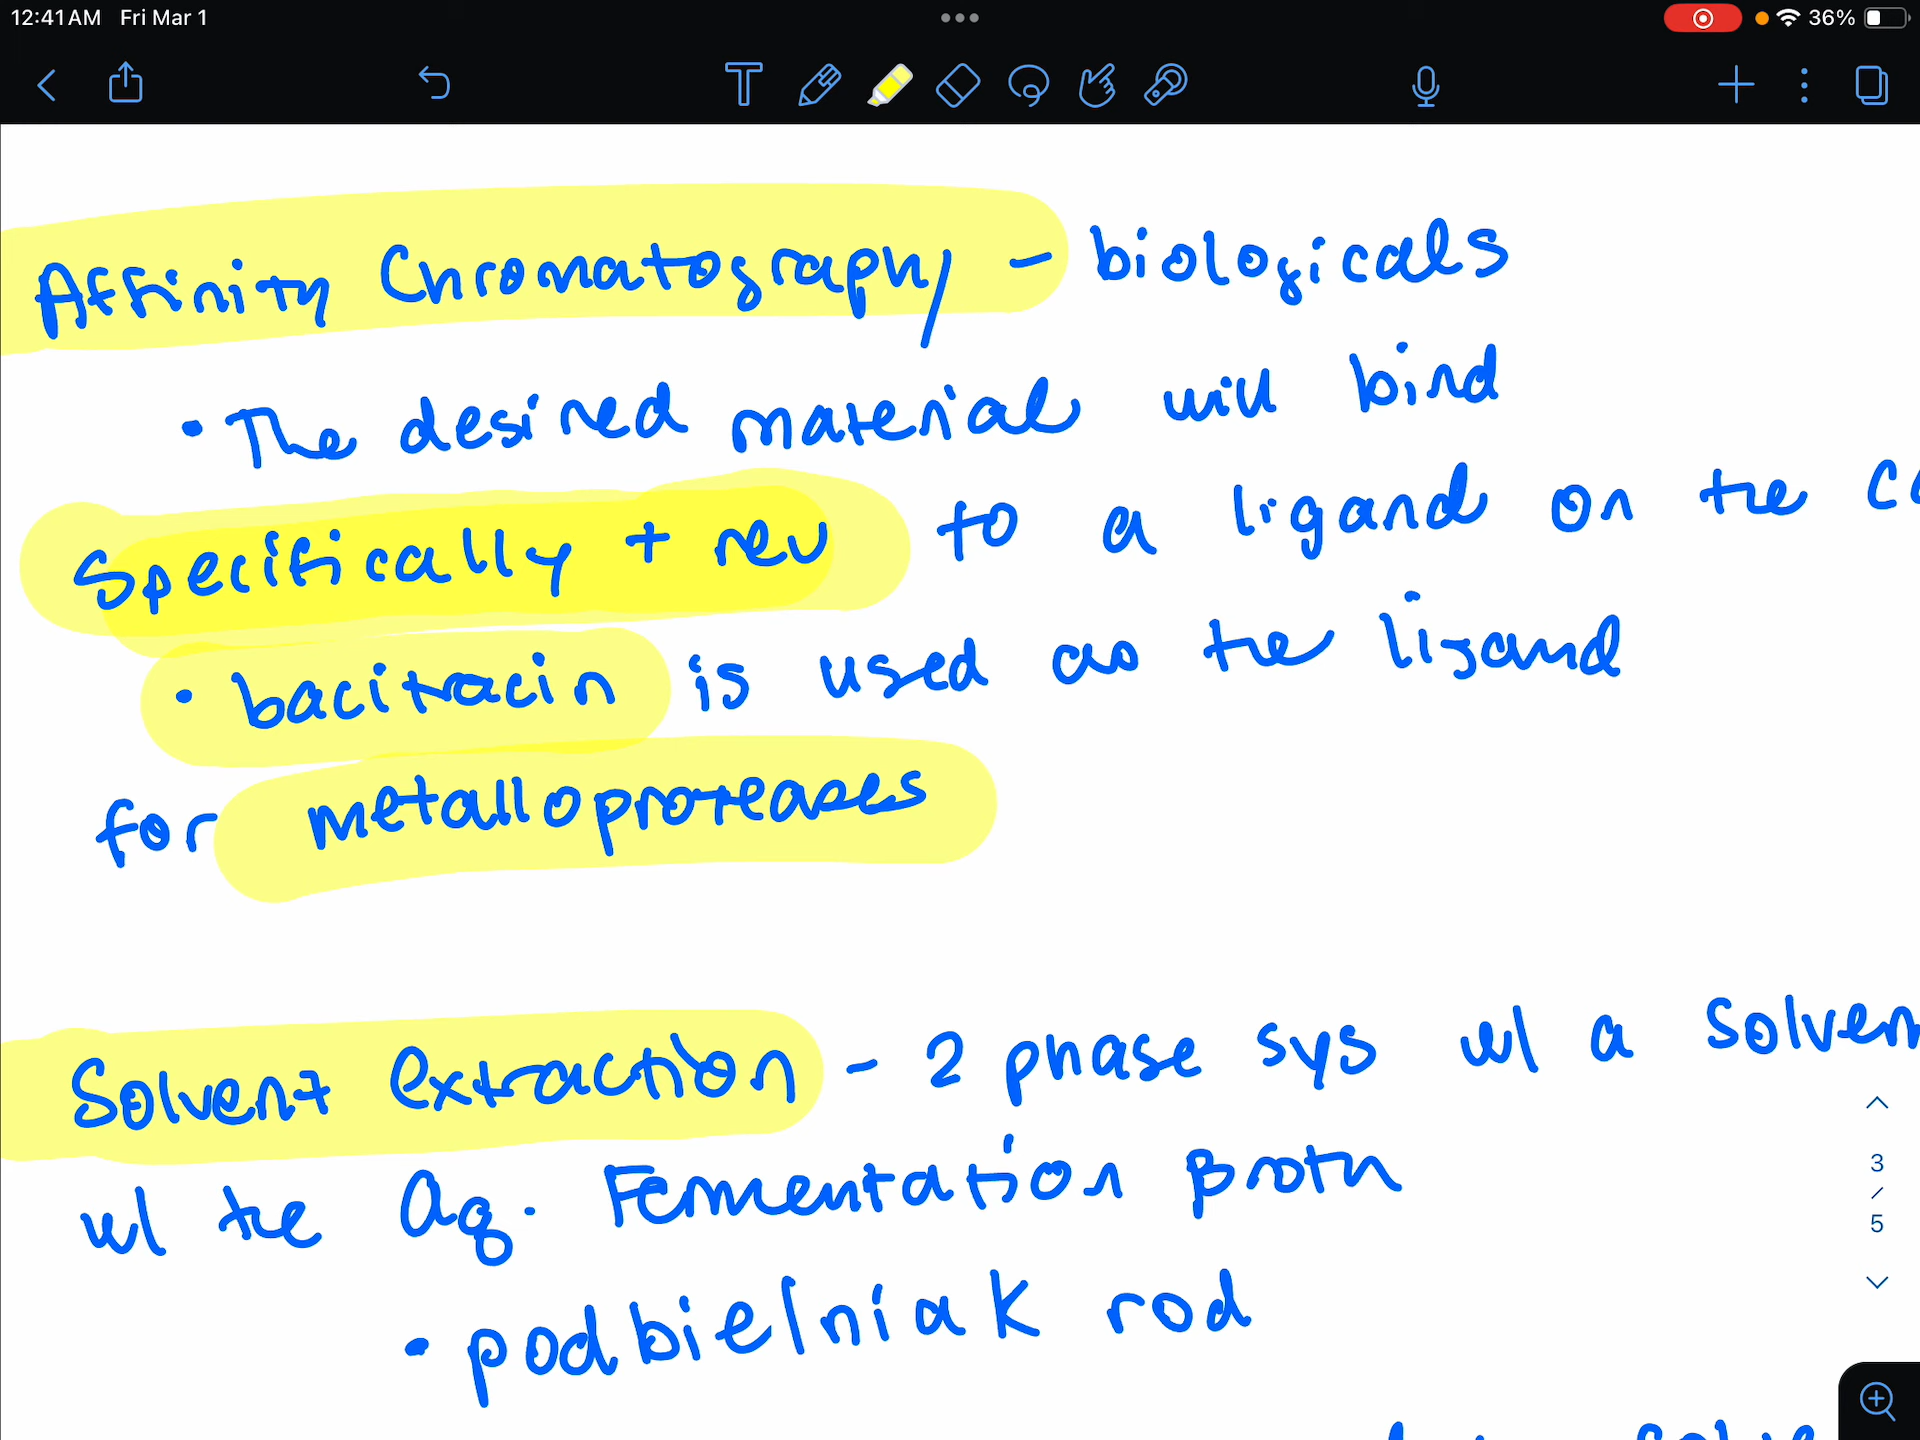 12:41 AM Fri Mar 1
36%
Affinity Chromatography - biologicals
• The desired material will bind
specifically + rev to a ligand on the
• bacitracin is used as the ligand
for metalloproteases
Solvent extraction - 2 phase sys w/ a solven
w/ the aq. Fermentation Broth
• podbielniak rod
3
/
5